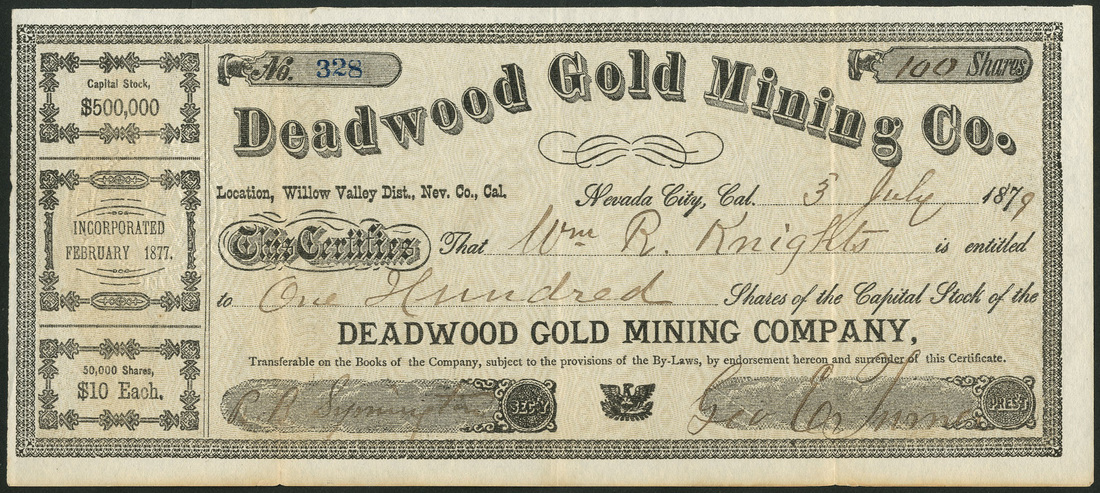 No. 328
100 Shares
Deadwood Gold Mining Co.
Capital Stock,
$500,000
INCORPORATED
FEBRUARY 1877.
50,000 Shares,
$10 Each.
Location, Willow Valley Dist., Nev. Co., Cal.
Nevada City, Cal. 3 July 1879
This Certifies That Wm R. Knights is entitled
to One Hundred Shares of the Capital Stock of the
DEADWOOD GOLD MINING COMPANY,
Transferable on the Books of the Company, subject to the provisions of the By-Laws, by endorsement hereon and surrender of this Certificate.
Symington SEC'Y
Geo PRES'T